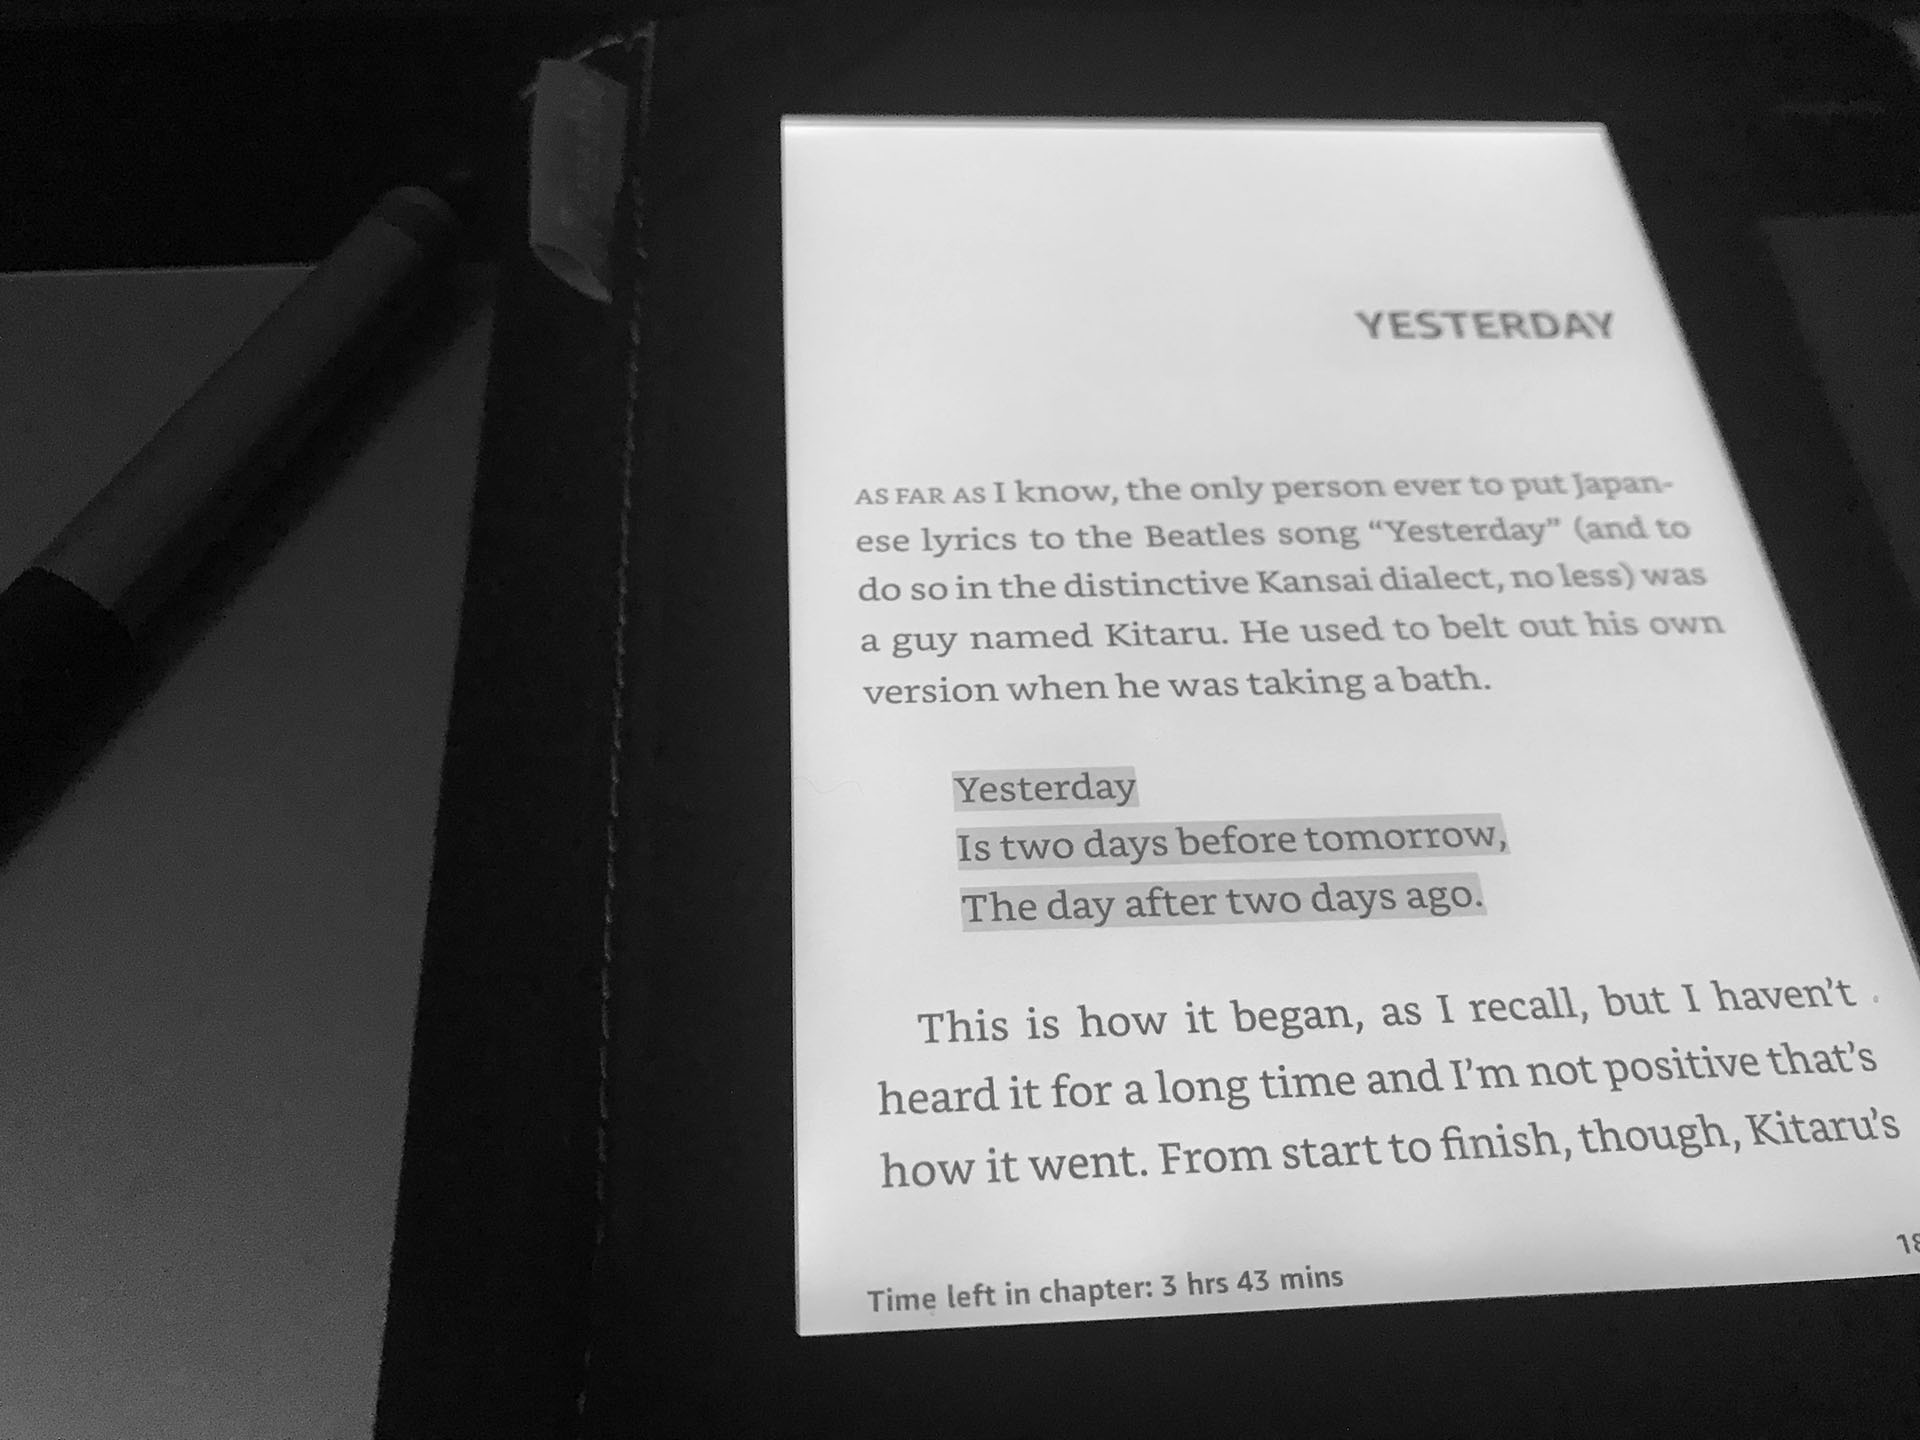 YESTERDAY
AS FAR AS I know, the only person ever to put Japan-
ese lyrics to the Beatles song “Yesterday” (and to
do so in the distinctive Kansai dialect, no less) was
a guy named Kitaru. He used to belt out his own
version when he was taking a bath.
Yesterday
Is two days before tomorrow,
The day after two days ago.
This is how it began, as I recall, but I haven’t
heard it for a long time and I’m not positive that’s
how it went. From start to finish, though, Kitaru’s
Time left in chapter: 3 hrs 43 mins